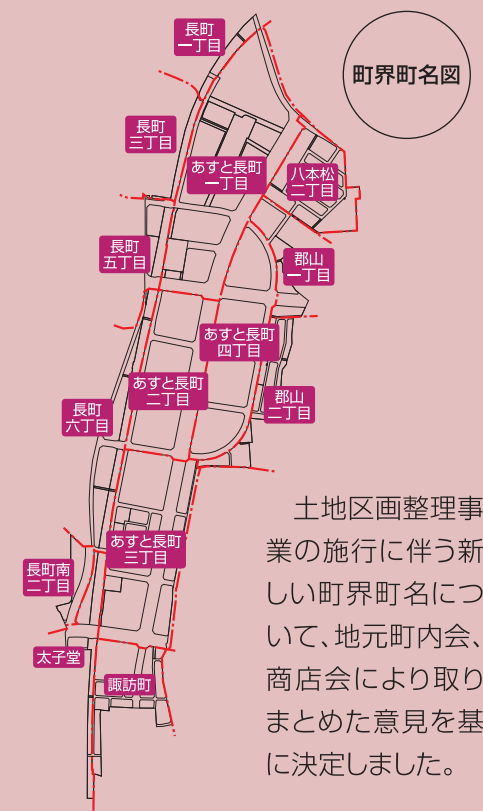 町界町名図
長町
一丁目
長町
三丁目
あすと長町
一丁目
八本松
二丁目
長町
五丁目
郡山
一丁目
あすと長町
四丁目
あすと長町
二丁目
郡山
二丁目
長町
六丁目
あすと長町
三丁目
長町南
二丁目
太子堂
諏訪町
土地区画整理事
業の施行に伴う新
しい町界町名につ
いて、地元町内会、
商店会により取り
まとめた意見を基
に決定しました。